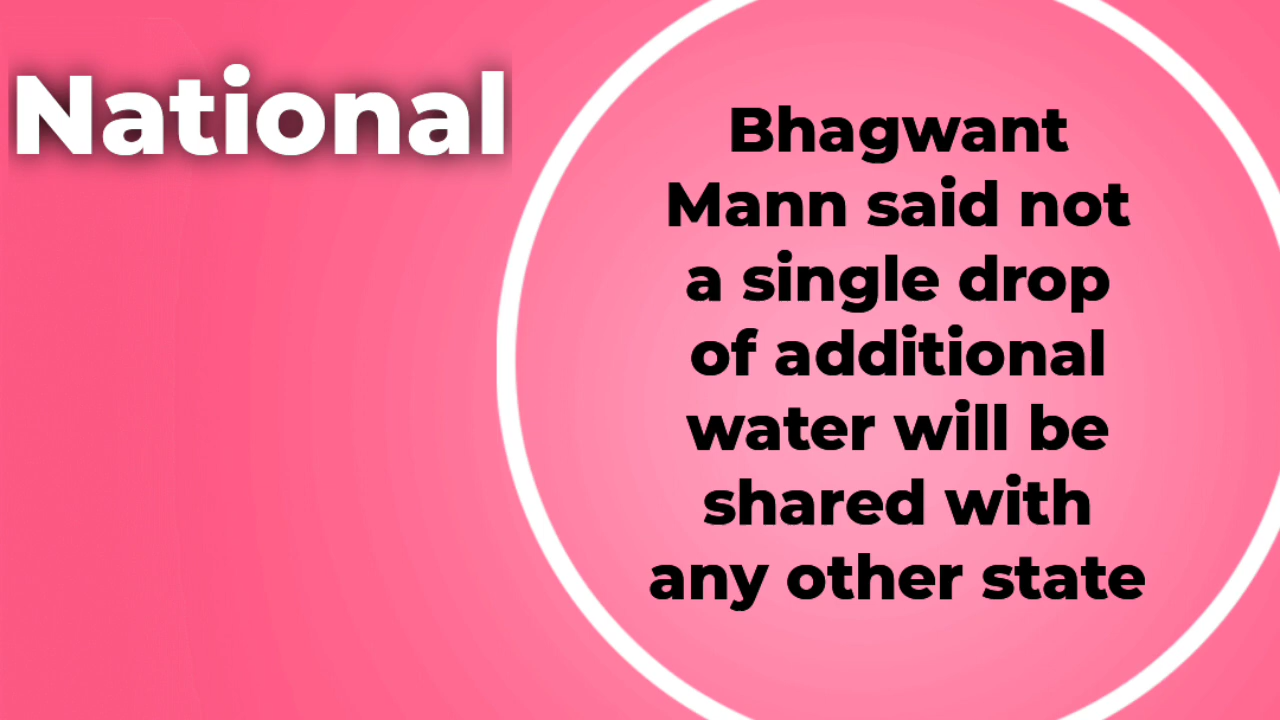 National
Bhagwant
Mann said not
a single drop
of additional
water will be
shared with
any other state